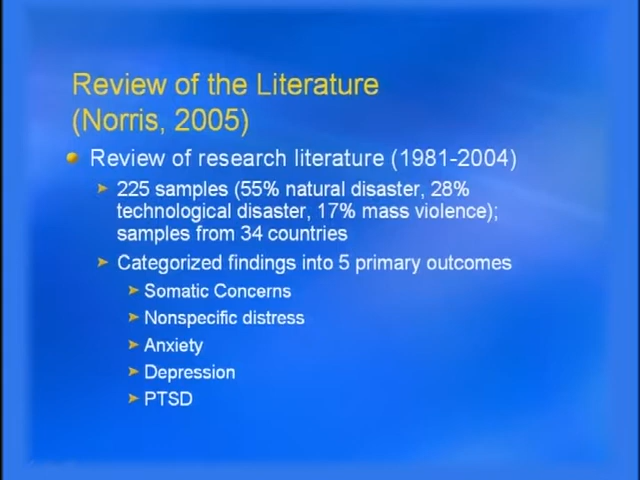 Review of the Literature
(Norris, 2005)
Review of research literature (1981-2004)
225 samples (55% natural disaster, 28%
technological disaster, 17% mass violence);
samples from 34 countries
Categorized findings into 5 primary outcomes
Somatic Concerns
Nonspecific distress
Anxiety
Depression
PTSD